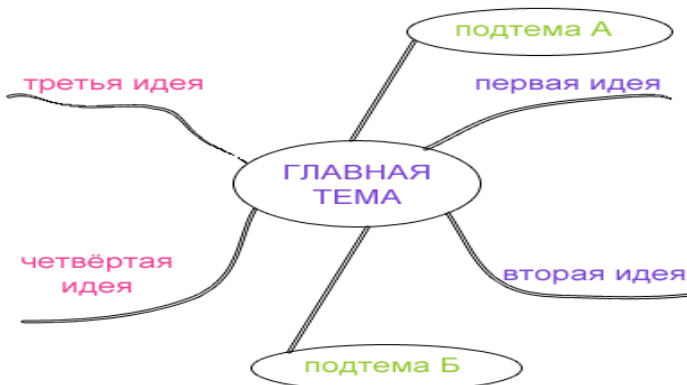 подтема А
третья идея
первая идея
ГЛАВНАЯ
ТЕМА
четвёртая
идея
вторая идея
подтема Б